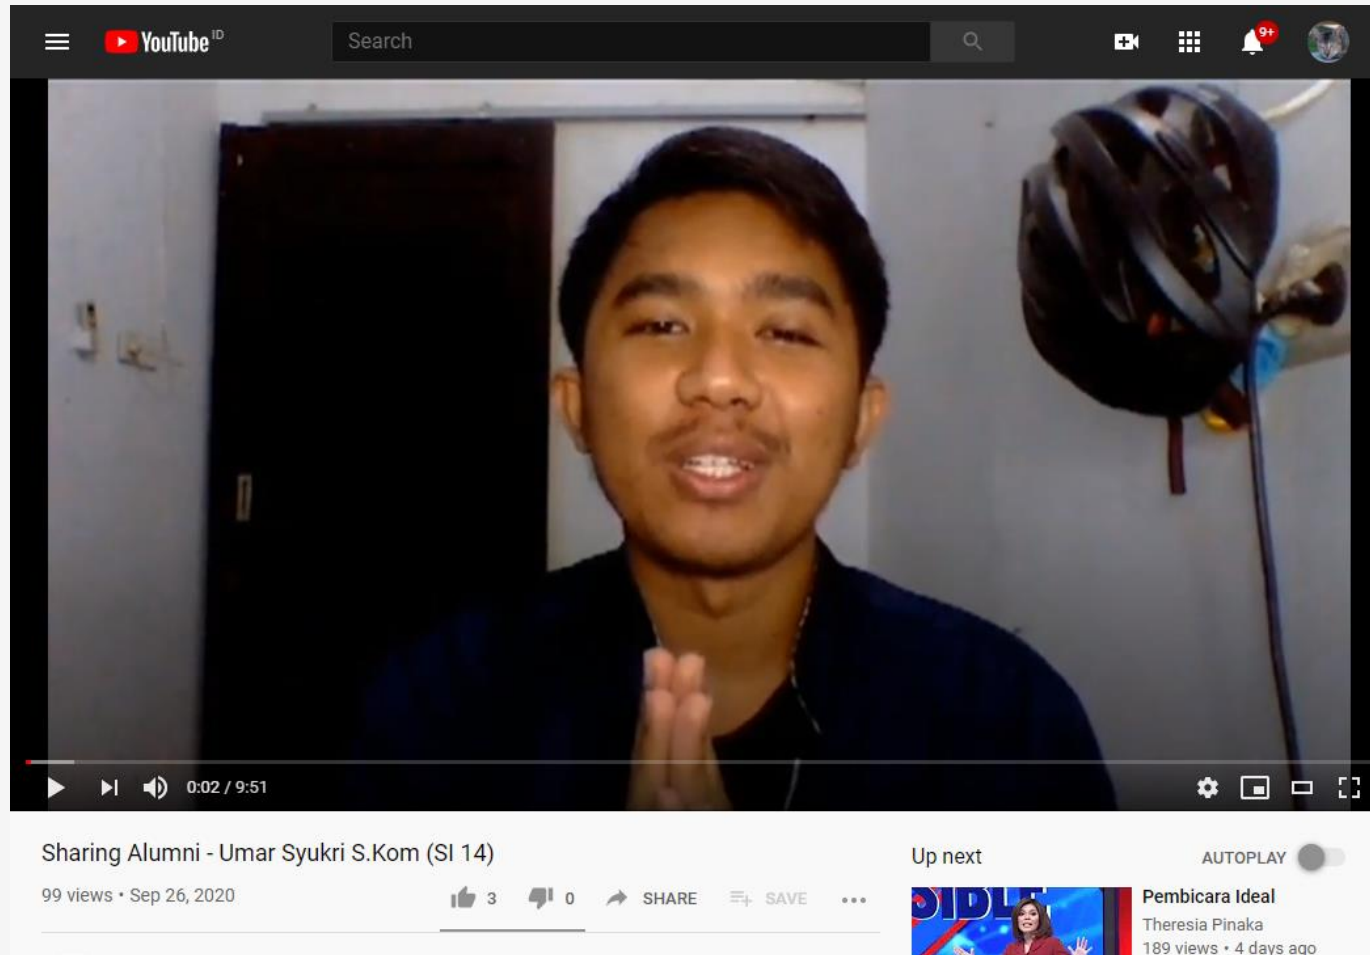 YouTube ID
Search
9+
0:02 / 9:51
Sharing Alumni - Umar Syukri S.Kom (SI 14)
99 views • Sep 26, 2020
3
0
SHARE
SAVE
Up next
AUTOPLAY
SIBLE
Pembicara Ideal
Theresia Pinaka
189 views • 4 days ago